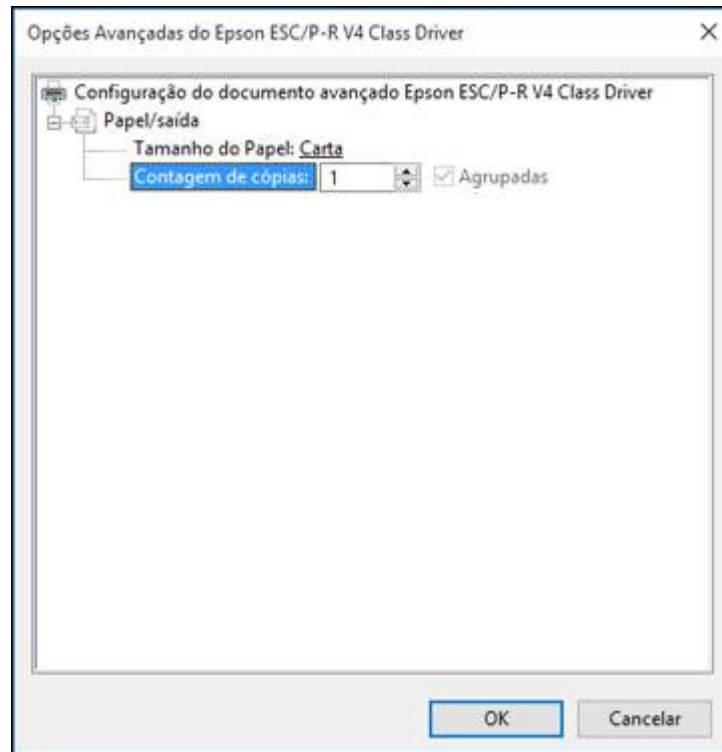 Opções Avançadas do Epson ESC/P-R V4 Class Driver
Configuração do documento avançado Epson ESC/P-R V4 Class Driver
Papel/saída
Tamanho do Papel: Carta
Contagem de cópias: 1 Agrupadas
OK Cancelar